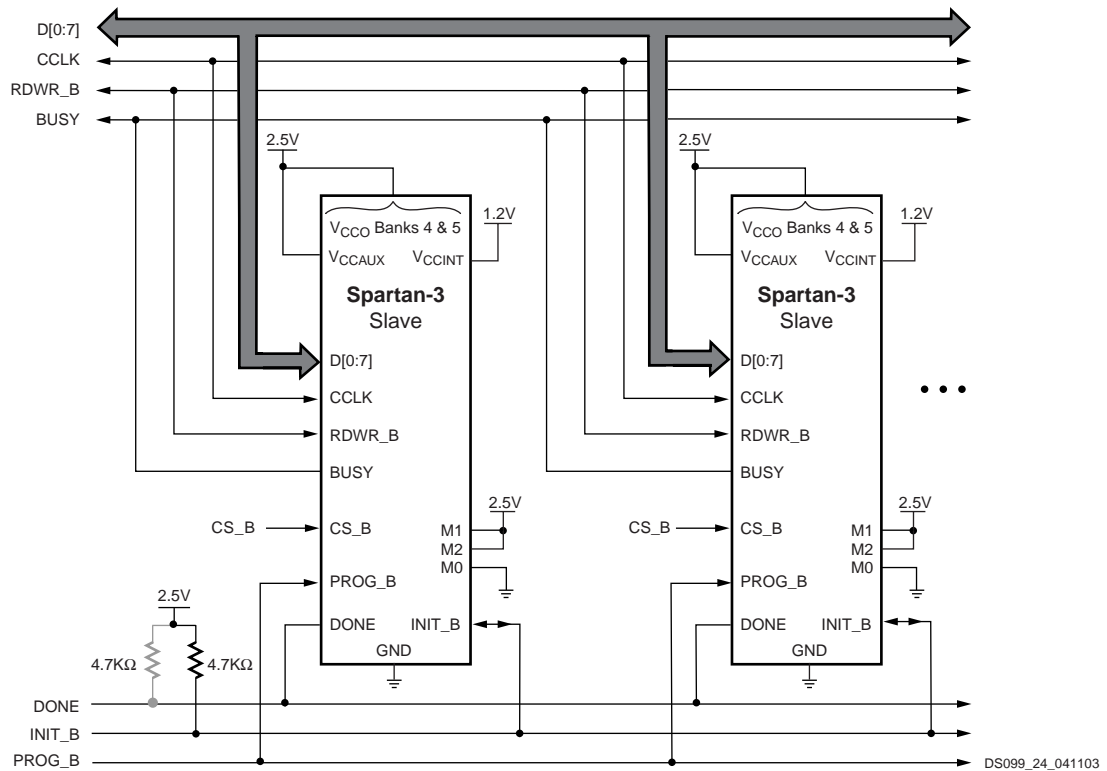 D[0:7]
CCLK
RDWR_B
BUSY
2.5V
2.5V
1.2V
1.2V
VCCO Banks 4 & 5
VCCAUX VCCINT
Spartan-3
Slave
D[0:7]
CCLK
RDWR_B
BUSY
2.5V
CS_B
CS_B
M1
M2
M0
PROG_B
DONE
INIT_B
GND
VCCO Banks 4 & 5
VCCAUX VCCINT
Spartan-3
Slave
D[0:7]
CCLK
RDWR_B
BUSY
2.5V
CS_B
CS_B
M1
M2
M0
PROG_B
DONE
INIT_B
GND
2.5V
4.7KΩ
4.7KΩ
DONE
INIT_B
PROG_B
DS099_24_041103